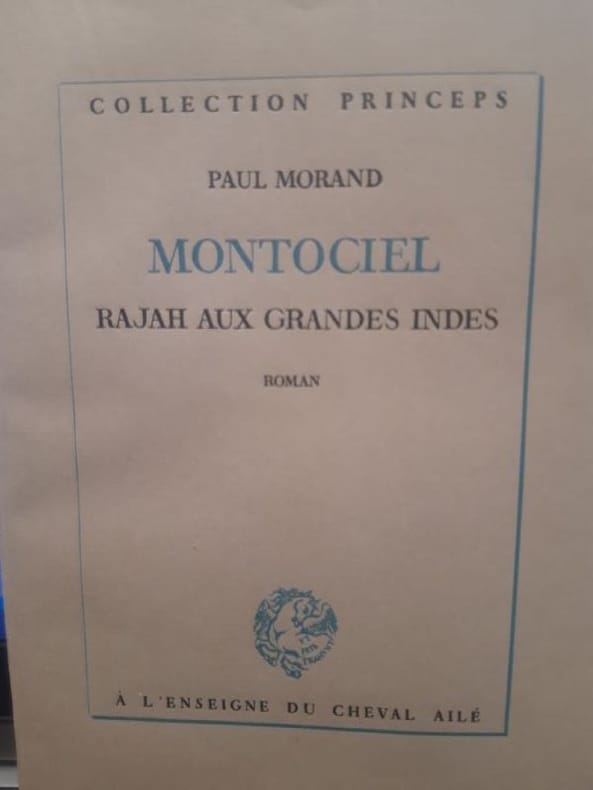 COLLECTION PRINCEPS
PAUL MORAND
MONTOCIEL
RAJAH AUX GRANDES INDES
ROMAN
À L'ENSEIGNE DU CHEVAL AILÉ